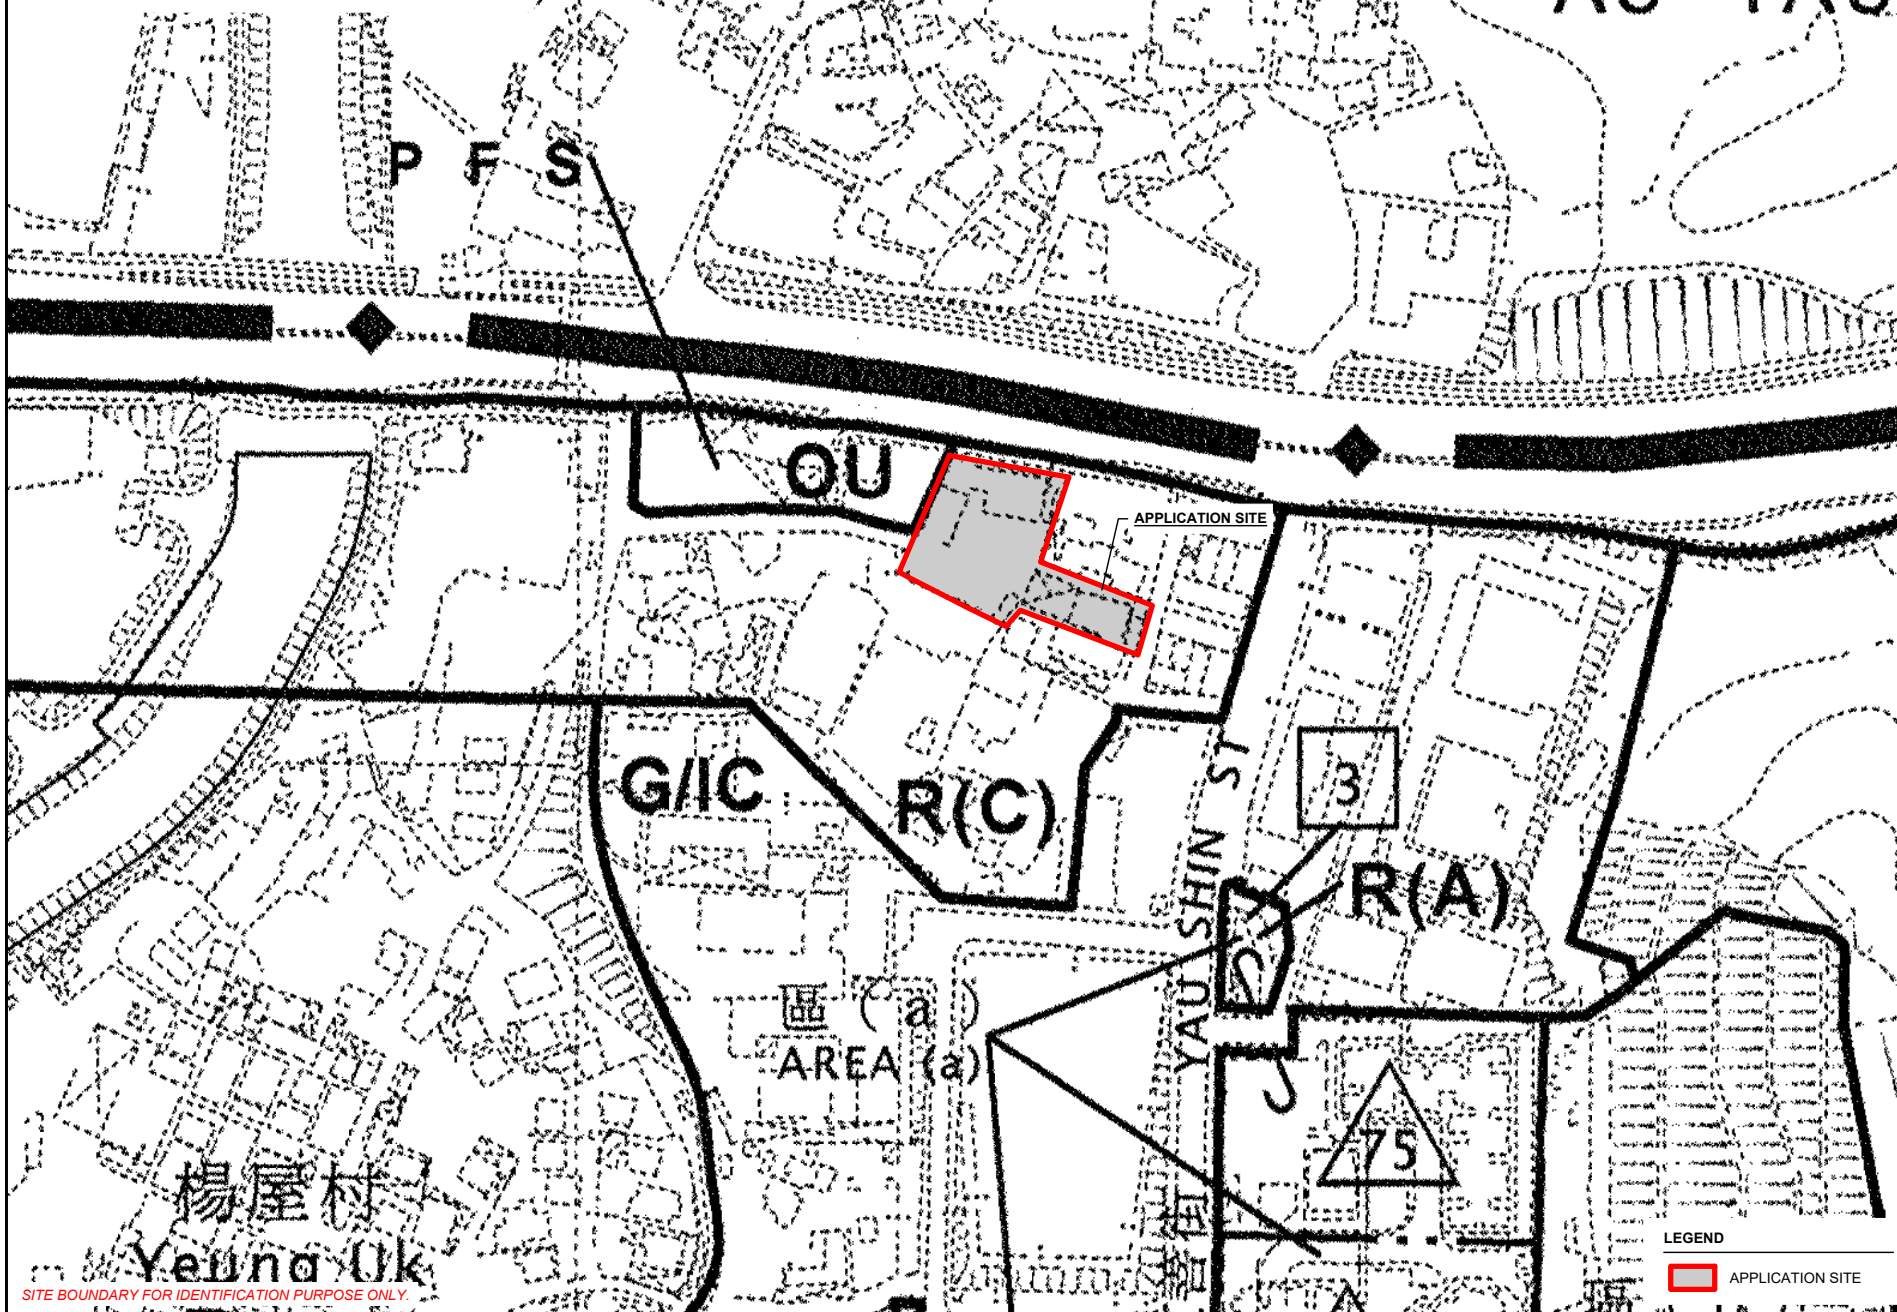 P F S
OU
APPLICATION SITE
G/IC
R(C)
3
R(A)
YAU SHIN ST
區 ( a )
AREA (a)
75
楊屋村
Yeung Uk
LEGEND
APPLICATION SITE
SITE BOUNDARY FOR IDENTIFICATION PURPOSE ONLY.